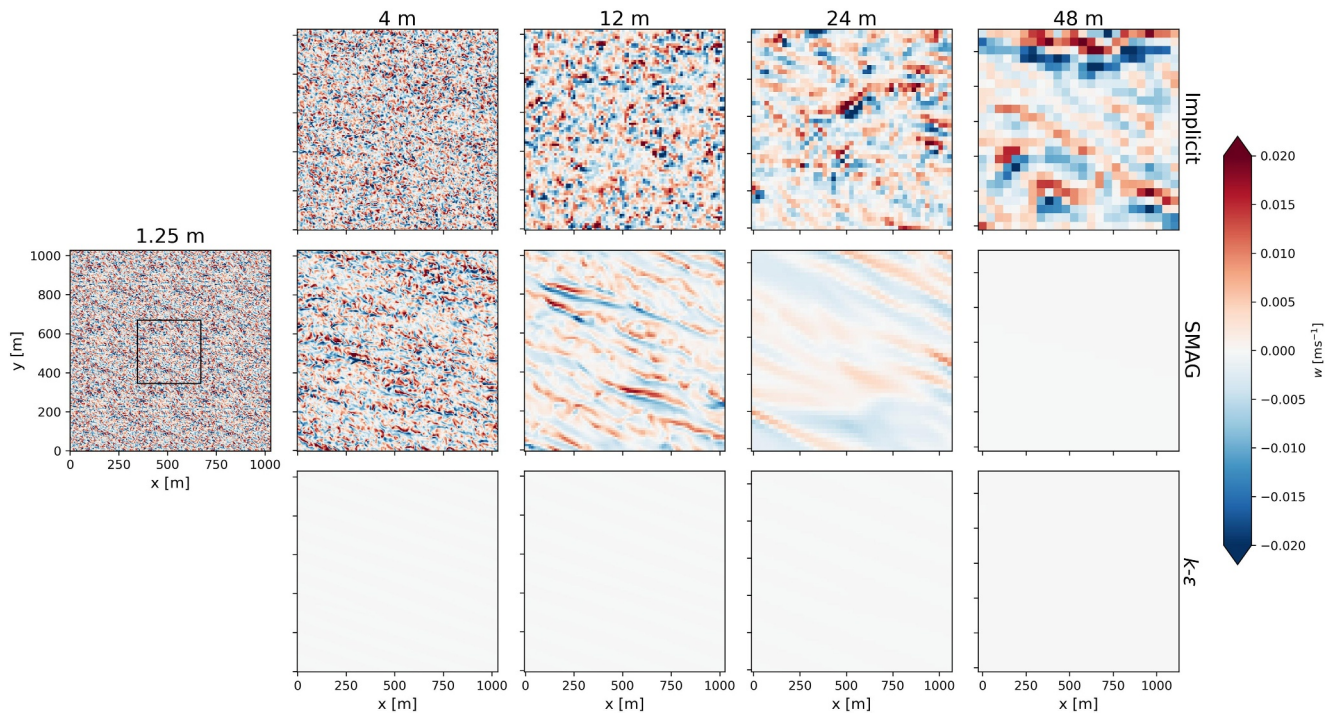 4 m 12 m 24 m 48 m
Implicit
1.25 m
1000
800
600
400
200
0
y [m]
0 250 500 750 1000
x [m]
SMAG
k-ε
0 250 500 750 1000 0 250 500 750 1000 0 250 500 750 1000 0 250 500 750 1000
x [m] x [m] x [m] x [m]
0.020
0.015
0.010
0.005
0.000
−0.005
−0.010
−0.015
−0.020
w [ms⁻¹]